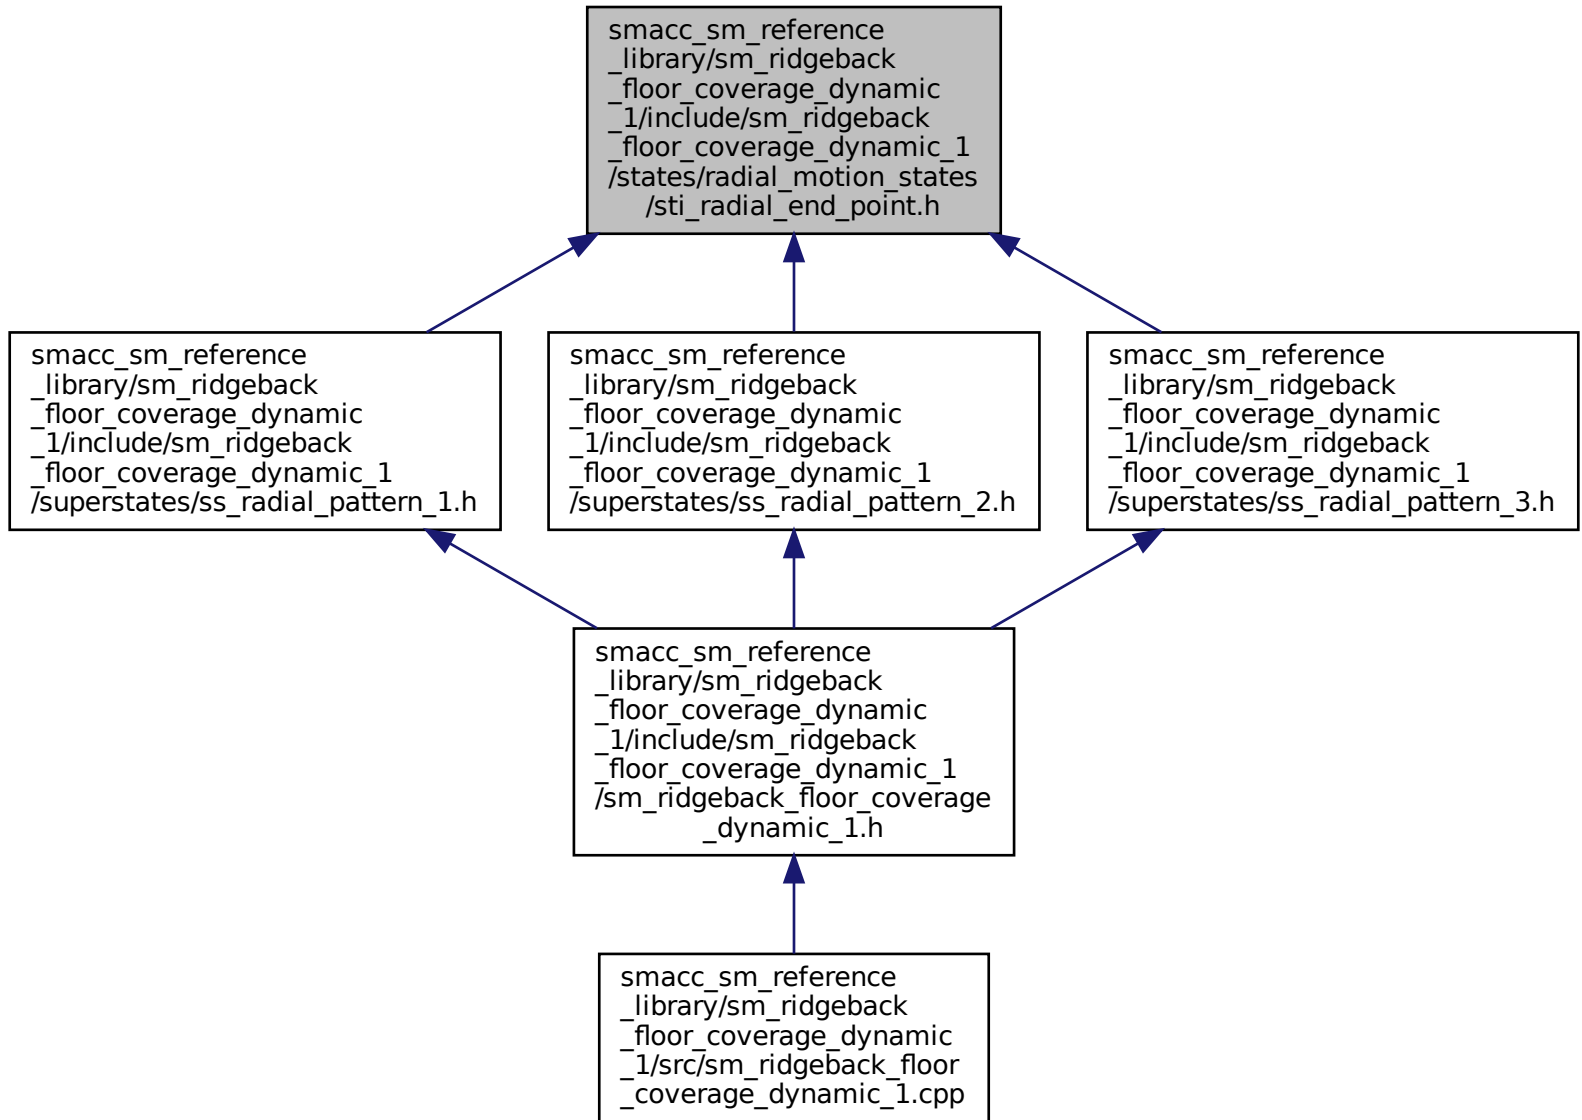 smacc_sm_reference
_library/sm_ridgeback
_floor_coverage_dynamic
_1/include/sm_ridgeback
_floor_coverage_dynamic_1
/states/radial_motion_states
/sti_radial_end_point.h
smacc_sm_reference
_library/sm_ridgeback
_floor_coverage_dynamic
_1/include/sm_ridgeback
_floor_coverage_dynamic_1
/superstates/ss_radial_pattern_1.h
smacc_sm_reference
_library/sm_ridgeback
_floor_coverage_dynamic
_1/include/sm_ridgeback
_floor_coverage_dynamic_1
/superstates/ss_radial_pattern_2.h
smacc_sm_reference
_library/sm_ridgeback
_floor_coverage_dynamic
_1/include/sm_ridgeback
_floor_coverage_dynamic_1
/superstates/ss_radial_pattern_3.h
smacc_sm_reference
_library/sm_ridgeback
_floor_coverage_dynamic
_1/include/sm_ridgeback
_floor_coverage_dynamic_1
/sm_ridgeback_floor_coverage
_dynamic_1.h
smacc_sm_reference
_library/sm_ridgeback
_floor_coverage_dynamic
_1/src/sm_ridgeback_floor
_coverage_dynamic_1.cpp